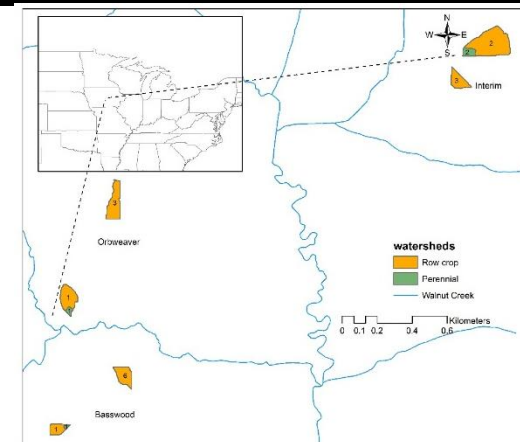 N
W E
S
2
2
3
Interim
3
Orbweaver
1
watersheds
Row crop
Perennial
Walnut Creek
Kilometers
0 0.1 0.2 0.4 0.6
6
Basswood
1